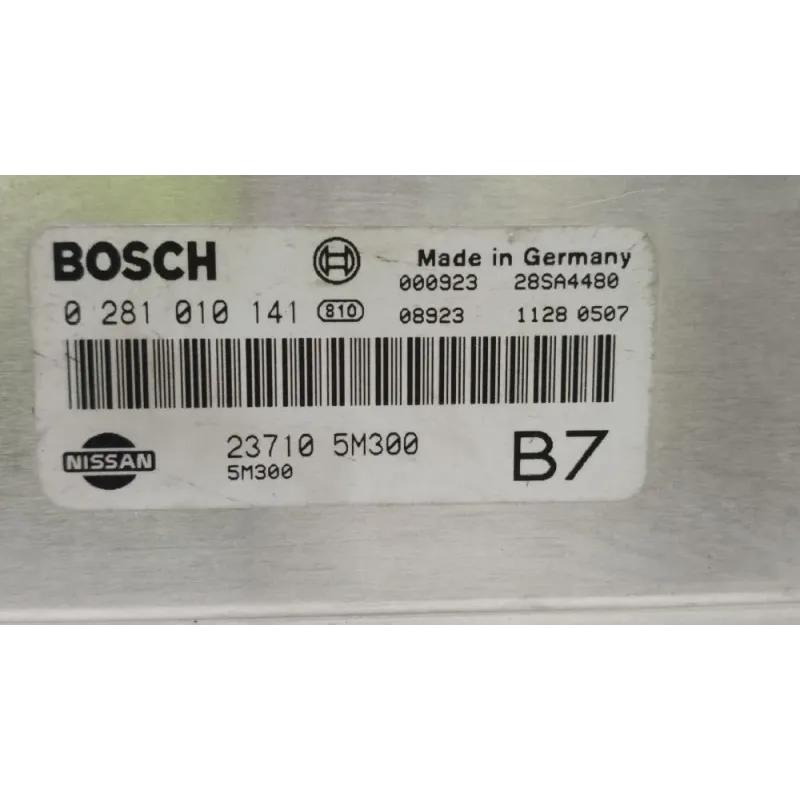 BOSCH Made in Germany
000923 28SA4480
0 281 010 141 810 08923 1128 0507
NISSAN 23710 5M300 B7
5M300